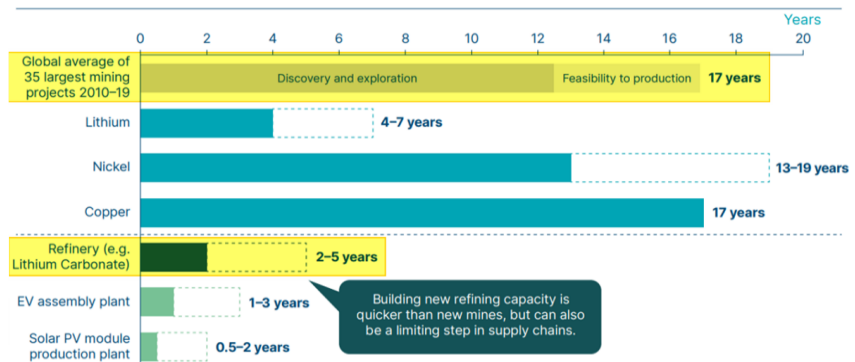 Years
0 2 4 6 8 10 12 14 16 18 20
Global average of
35 largest mining
projects 2010–19
Discovery and exploration
Feasibility to production
17 years
Lithium
4–7 years
Nickel
13–19 years
Copper
17 years
Refinery (e.g.
Lithium Carbonate)
2–5 years
EV assembly plant
1–3 years
Building new refining capacity is
quicker than new mines, but can also
be a limiting step in supply chains.
Solar PV module
production plant
0.5–2 years